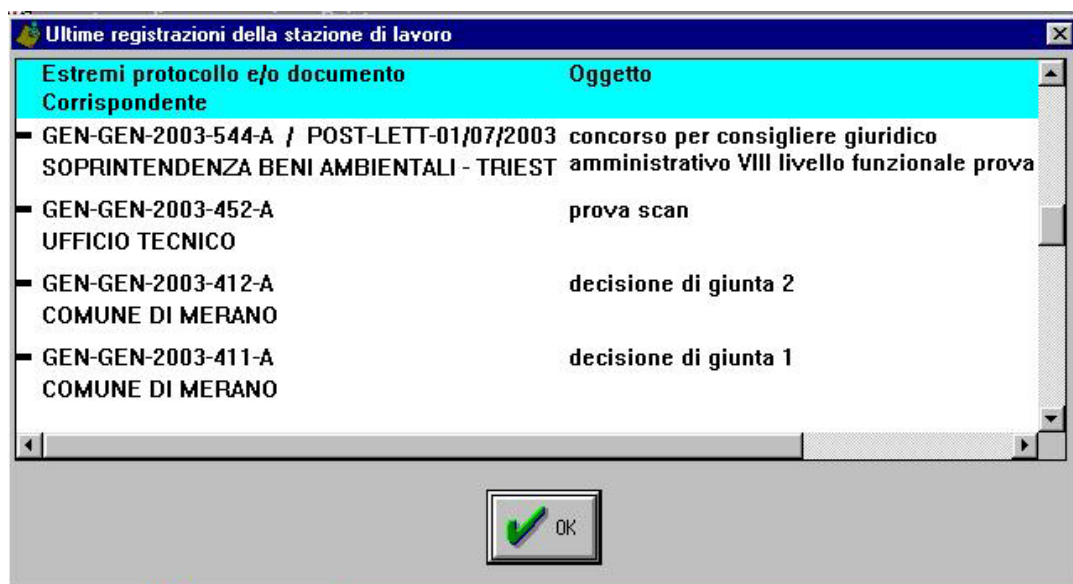 Ultime registrazioni della stazione di lavoro
Estremi protocollo e/o documento Oggetto
Corrispondente
GEN-GEN-2003-544-A / POST-LETT-01/07/2003 concorso per consigliere giuridico
SOPRINTENDENZA BENI AMBIENTALI - TRIEST amministrativo VIII livello funzionale prova
GEN-GEN-2003-452-A prova scan
UFFICIO TECNICO
GEN-GEN-2003-412-A decisione di giunta 2
COMUNE DI MERANO
GEN-GEN-2003-411-A decisione di giunta 1
COMUNE DI MERANO
OK